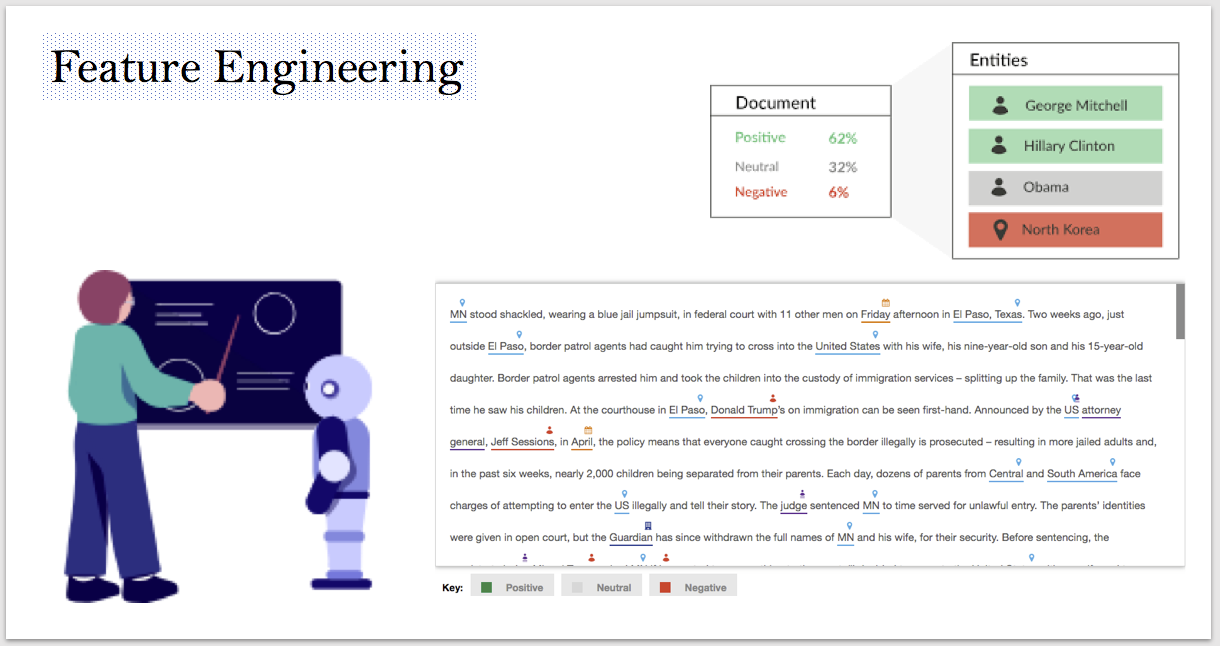 Feature Engineering
Document
Positive 62%
Neutral 32%
Negative 6%
Entities
George Mitchell
Hillary Clinton
Obama
North Korea
MN stood shackled, wearing a blue jail jumpsuit, in federal court with 11 other men on Friday afternoon in El Paso, Texas. Two weeks ago, just
outside El Paso, border patrol agents had caught him trying to cross into the United States with his wife, his nine-year-old son and his 15-year-old
daughter. Border patrol agents arrested him and took the children into the custody of immigration services – splitting up the family. That was the last
time he saw his children. At the courthouse in El Paso, Donald Trump's on immigration can be seen first-hand. Announced by the US attorney
general, Jeff Sessions, in April, the policy means that everyone caught crossing the border illegally is prosecuted – resulting in more jailed adults and,
in the past six weeks, nearly 2,000 children being separated from their parents. Each day, dozens of parents from Central and South America face
charges of attempting to enter the US illegally and tell their story. The judge sentenced MN to time served for unlawful entry. The parents' identities
were given in open court, but the Guardian has since withdrawn the full names of MN and his wife, for their security. Before sentencing, the
Key: Positive Neutral Negative